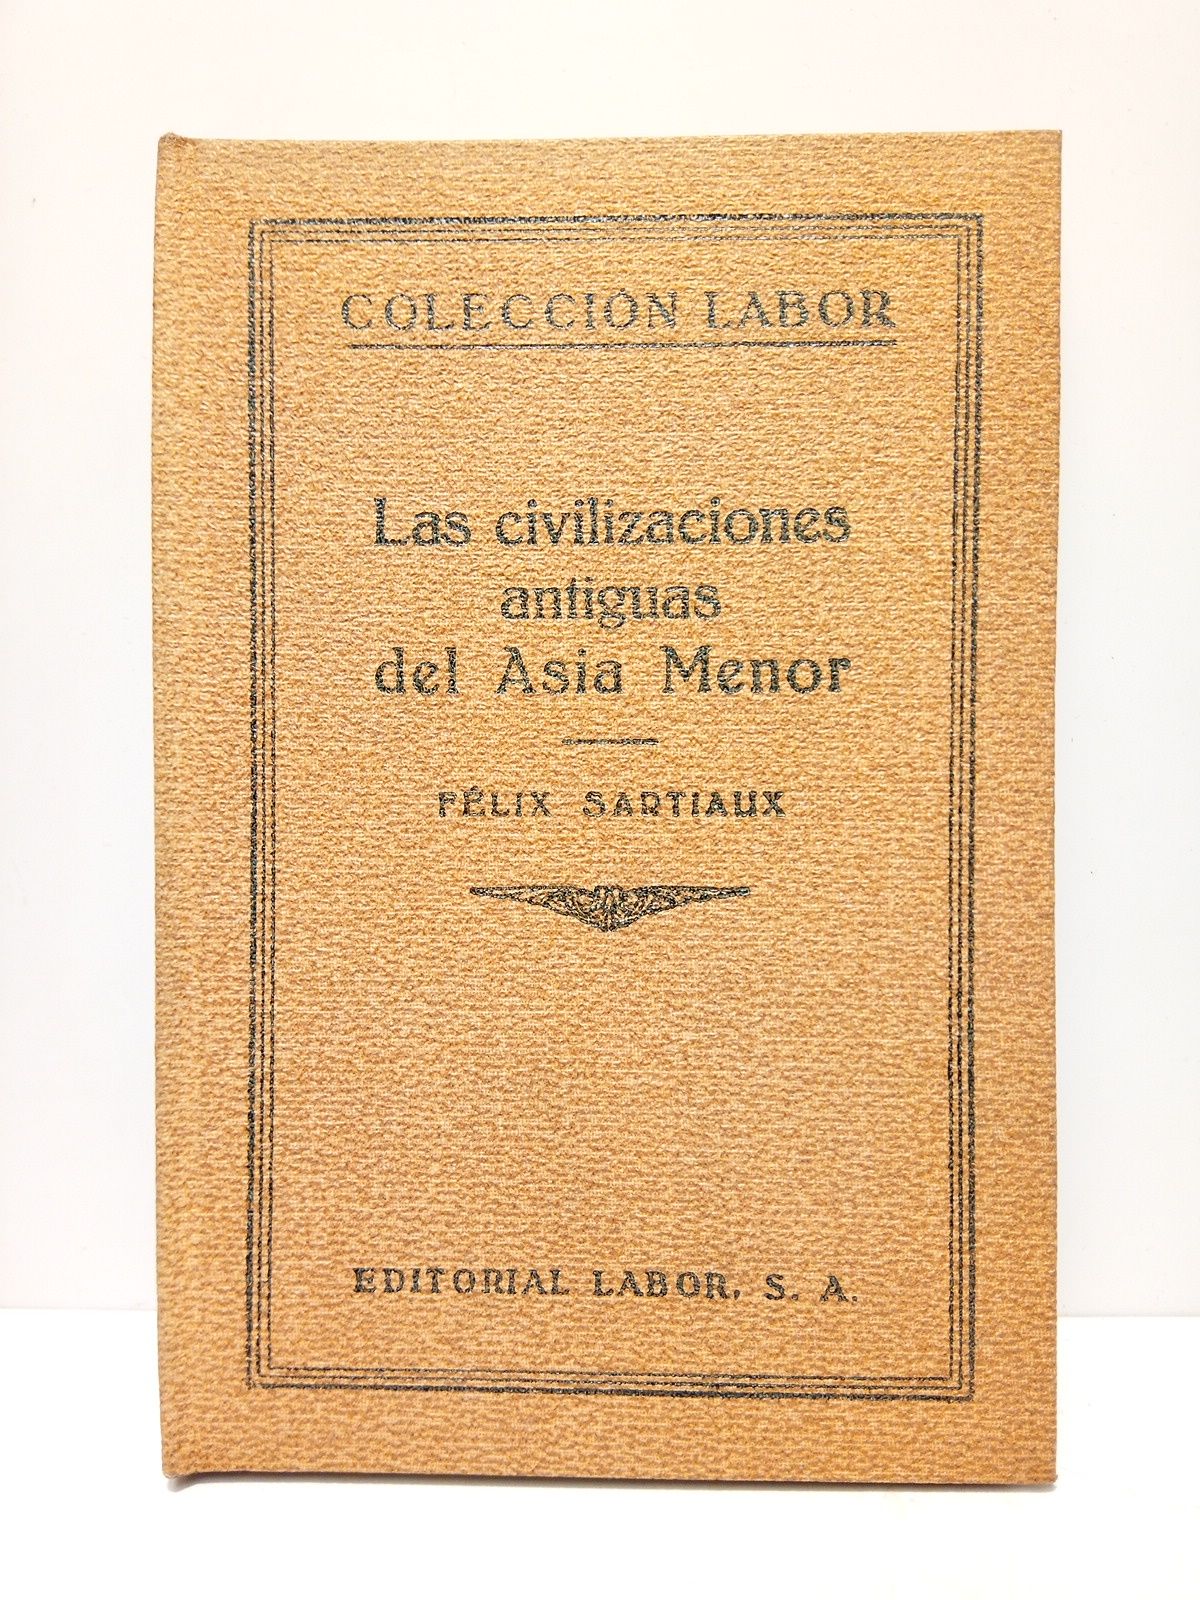 COLECCIÓN LABOR
Las civilizaciones
antiguas
del Asia Menor
FÉLIX SARTIAUX
EDITORIAL LABOR, S. A.